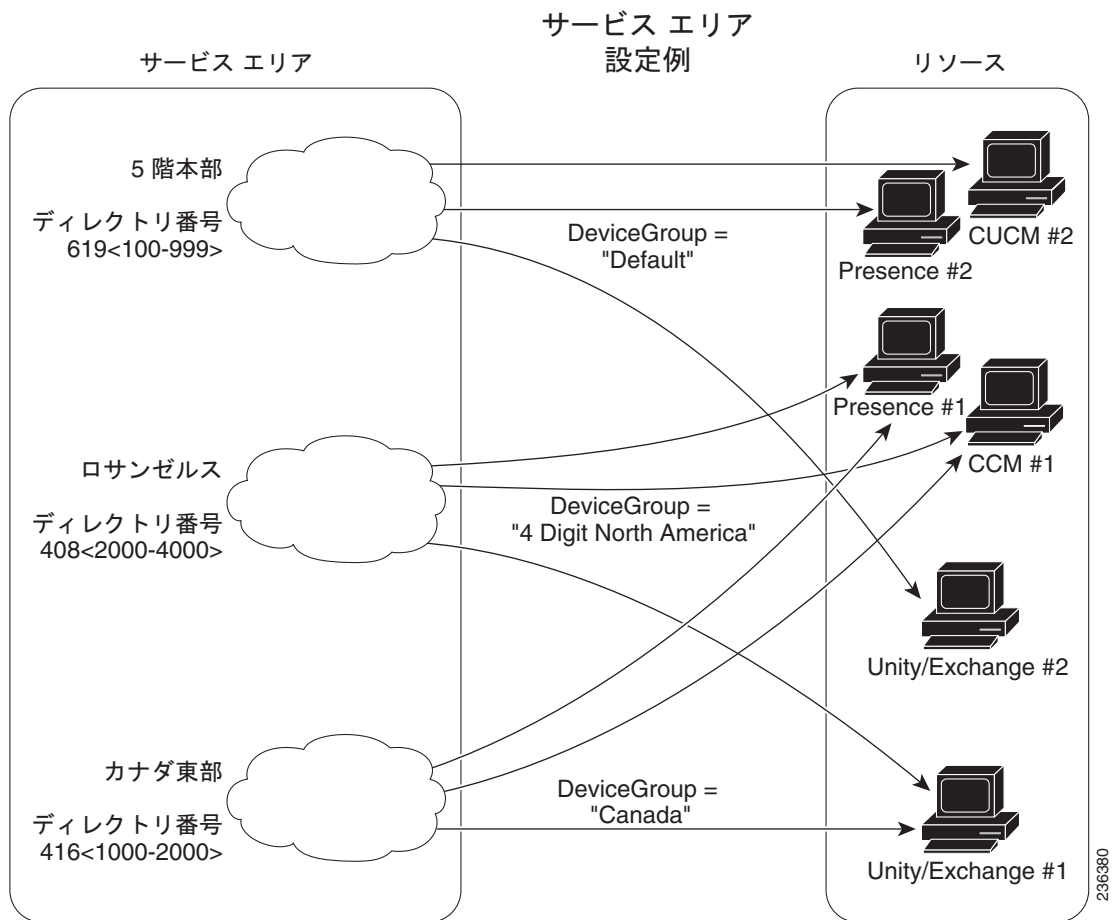 サービス エリア
設定例
サービス エリア
リソース
5 階本部
ディレクトリ番号
619<100-999>
DeviceGroup =
"Default"
CUCM #2
Presence #2
Presence #1
CCM #1
ロサンゼルス
ディレクトリ番号
408<2000-4000>
DeviceGroup =
"4 Digit North America"
Unity/Exchange #2
カナダ東部
ディレクトリ番号
416<1000-2000>
DeviceGroup =
"Canada"
Unity/Exchange #1
236380